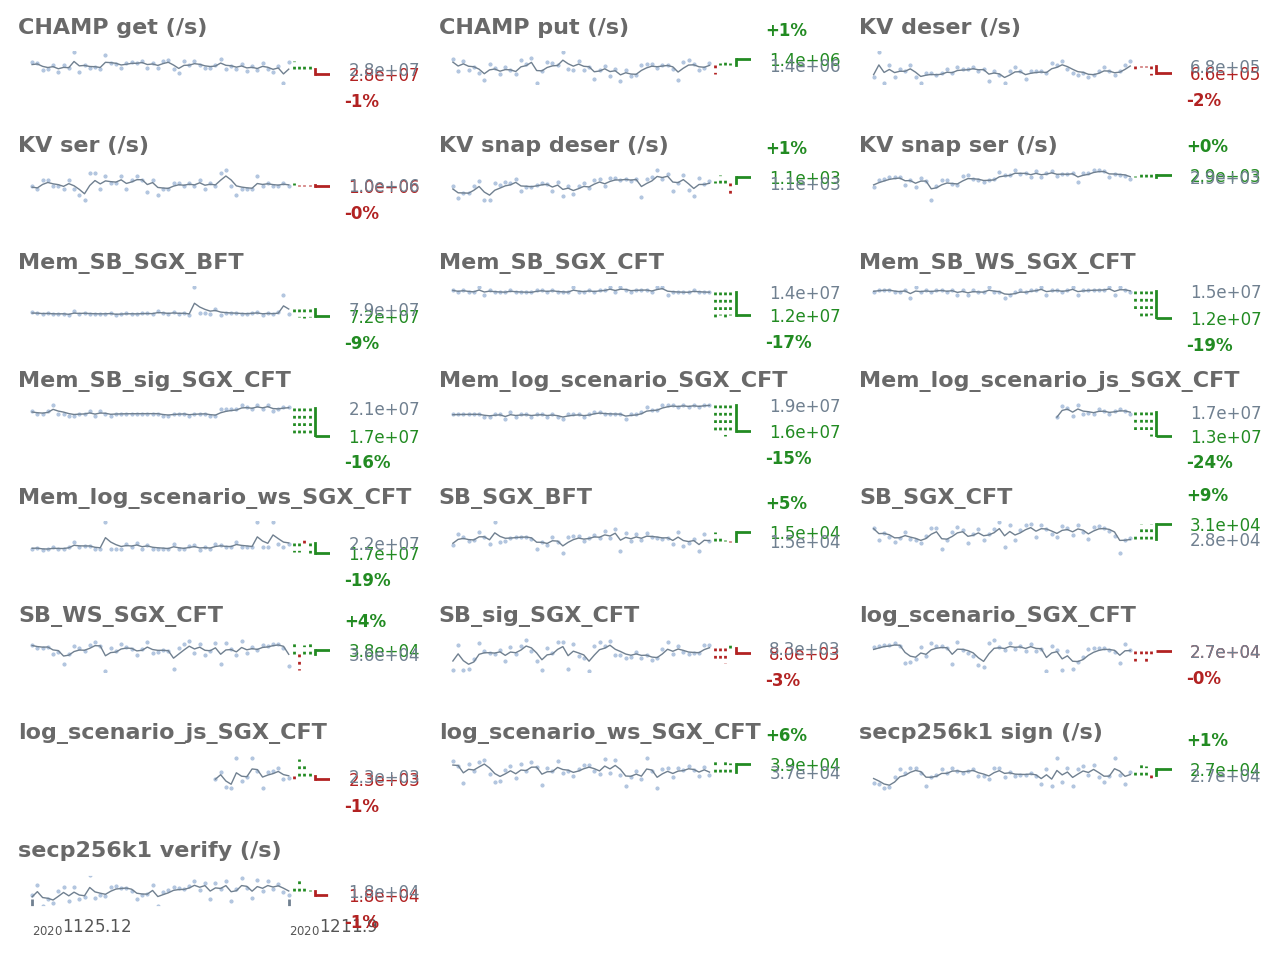 CHAMP get (/s)
2.8e+07
2.8e+07
-1%
CHAMP put (/s)
+1%
1.4e+06
1.4e+06
KV deser (/s)
6.8e+05
6.6e+05
-2%
KV ser (/s)
1.0e+06
1.0e+06
-0%
KV snap deser (/s)
+1%
1.1e+03
1.1e+03
KV snap ser (/s)
+0%
2.9e+03
2.9e+03
Mem_SB_SGX_BFT
7.9e+07
7.2e+07
-9%
Mem_SB_SGX_CFT
1.4e+07
1.2e+07
-17%
Mem_SB_WS_SGX_CFT
1.5e+07
1.2e+07
-19%
Mem_SB_sig_SGX_CFT
2.1e+07
1.7e+07
-16%
Mem_log_scenario_SGX_CFT
1.9e+07
1.6e+07
-15%
Mem_log_scenario_js_SGX_CFT
1.7e+07
1.3e+07
-24%
Mem_log_scenario_ws_SGX_CFT
2.2e+07
1.7e+07
-19%
SB_SGX_BFT
+5%
1.5e+04
1.5e+04
SB_SGX_CFT
+9%
3.1e+04
2.8e+04
SB_WS_SGX_CFT
+4%
3.8e+04
3.6e+04
SB_sig_SGX_CFT
8.2e+03
8.0e+03
-3%
log_scenario_SGX_CFT
2.7e+04
2.7e+04
-0%
log_scenario_js_SGX_CFT
2.3e+03
2.3e+03
-1%
log_scenario_ws_SGX_CFT
+6%
3.9e+04
3.7e+04
secp256k1 sign (/s)
+1%
2.7e+04
2.7e+04
secp256k1 verify (/s)
1.8e+04
1.8e+04
-1%
2020 1125.12
2020 1211.9